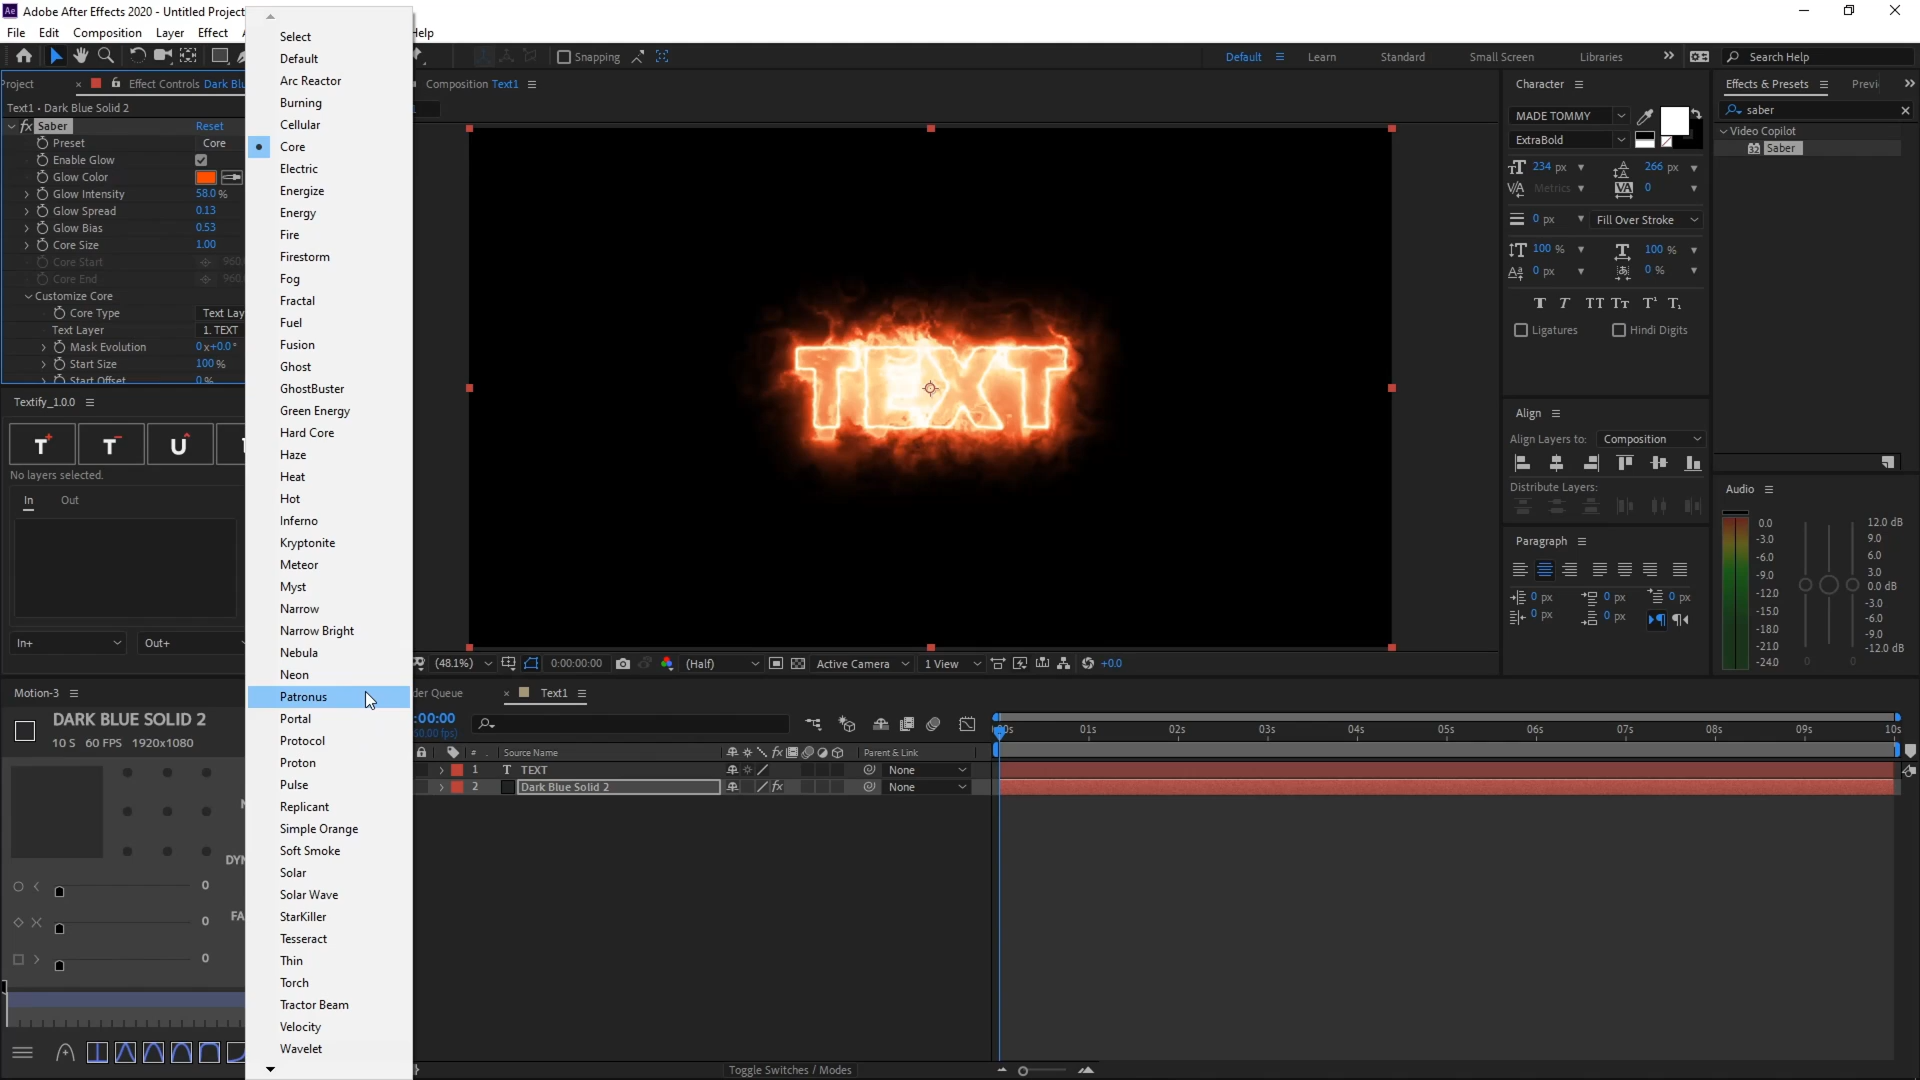 Adobe After Effects 2020 - Untitled Project
File Edit Composition Layer Effect
elp
Snapping
Default
Learn
Standard
Small Screen
Libraries
Search Help
Project
Effect Controls Dark Blu
Text1 • Dark Blue Solid 2
fx Saber Reset
Preset Core
Enable Glow
Glow Color
Glow Intensity 58.0 %
Glow Spread 0.13
Glow Bias 0.53
Core Size 1.00
Core Start 960
Core End 960
Customize Core
Core Type Text Lay
Text Layer 1. TEXT
Mask Evolution 0x+0.0°
Start Size 100 %
Start Offset 0 %
Textify_1.0.0
No layers selected.
In Out
In+ Out+
Motion-3
DARK BLUE SOLID 2
10 S 60 FPS 1920x1080
DYN
0
0 FA
0
Select
Default
Arc Reactor
Burning
Cellular
Core
Electric
Energize
Energy
Fire
Firestorm
Fog
Fractal
Fuel
Fusion
Ghost
GhostBuster
Green Energy
Hard Core
Haze
Heat
Hot
Inferno
Kryptonite
Meteor
Myst
Narrow
Narrow Bright
Nebula
Neon
Patronus
Portal
Protocol
Proton
Pulse
Replicant
Simple Orange
Soft Smoke
Solar
Solar Wave
StarKiller
Tesseract
Thin
Torch
Tractor Beam
Velocity
Wavelet
Composition Text1
TEXT
(48.1%) 0:00:00:00 (Half) Active Camera 1 View +0.0
der Queue
Text1
:00:00
# Source Name fx Parent & Link
1 T TEXT None
2 Dark Blue Solid 2 fx None
01s 02s 03s 04s 05s 06s 07s 08s 09s 10s
Toggle Switches / Modes
Character
MADE TOMMY
ExtraBold
234 px 266 px
Metrics 0
0 px Fill Over Stroke
100 % 100 %
0 px 0 %
Ligatures Hindi Digits
Align
Align Layers to: Composition
Distribute Layers:
Paragraph
0 px 0 px 0 px
0 px 0 px
Effects & Presets
Previ
saber
Video Copilot
Saber
Audio
0.0
-3.0
-6.0
-9.0
-12.0
-15.0
-18.0
-21.0
-24.0
0 0
12.0 dB
9.0
6.0
3.0
0.0 dB
-3.0
-6.0
-9.0
-12.0 dB